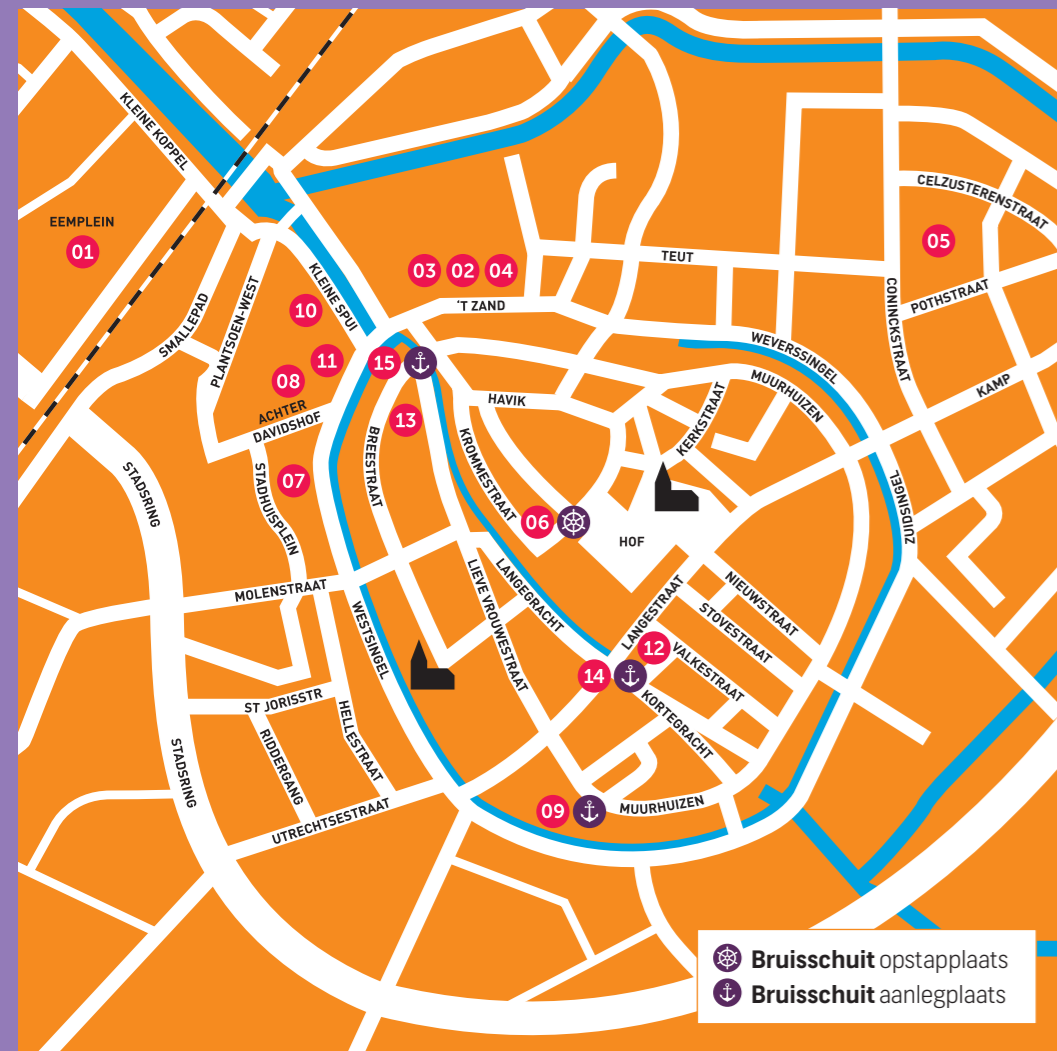 KLEINE KOPPEL
EEMPLEIN
01
CELZUSTERENSTRAAT
05
TEUT
03
02
04
'T ZAND
KLEINE SPUI
10
SMALLEPAD
PLANTSOEN-WEST
CONINCKSTRAAT
POTHSTRAAT
WEVERSSINGEL
11
15
08
MUURHUIZEN
KAMP
ACHTER
DAVIDSHOF
13
HAVIK
KERKSTRAAT
BREESTRAAT
KROMMESTRAAT
STADSRING
STADHUISPLEIN
07
06
HOF
ZUIDSINGEL
MOLENSTRAAT
WESTSINGEL
LIEVE VROUWESTRAAT
LANGEGRACHT
LANGESTRAAT
NIEUWSTRAAT
STOVESTRAAT
12
VALKESTRAAT
14
KORTEGRACHT
ST JORISSTR
HELLESTRAAT
RIDDERGANG
STADSRING
UTRECHTSESTRAAT
09
MUURHUIZEN
Bruisschuit opstapplaats
Bruisschuit aanlegplaats